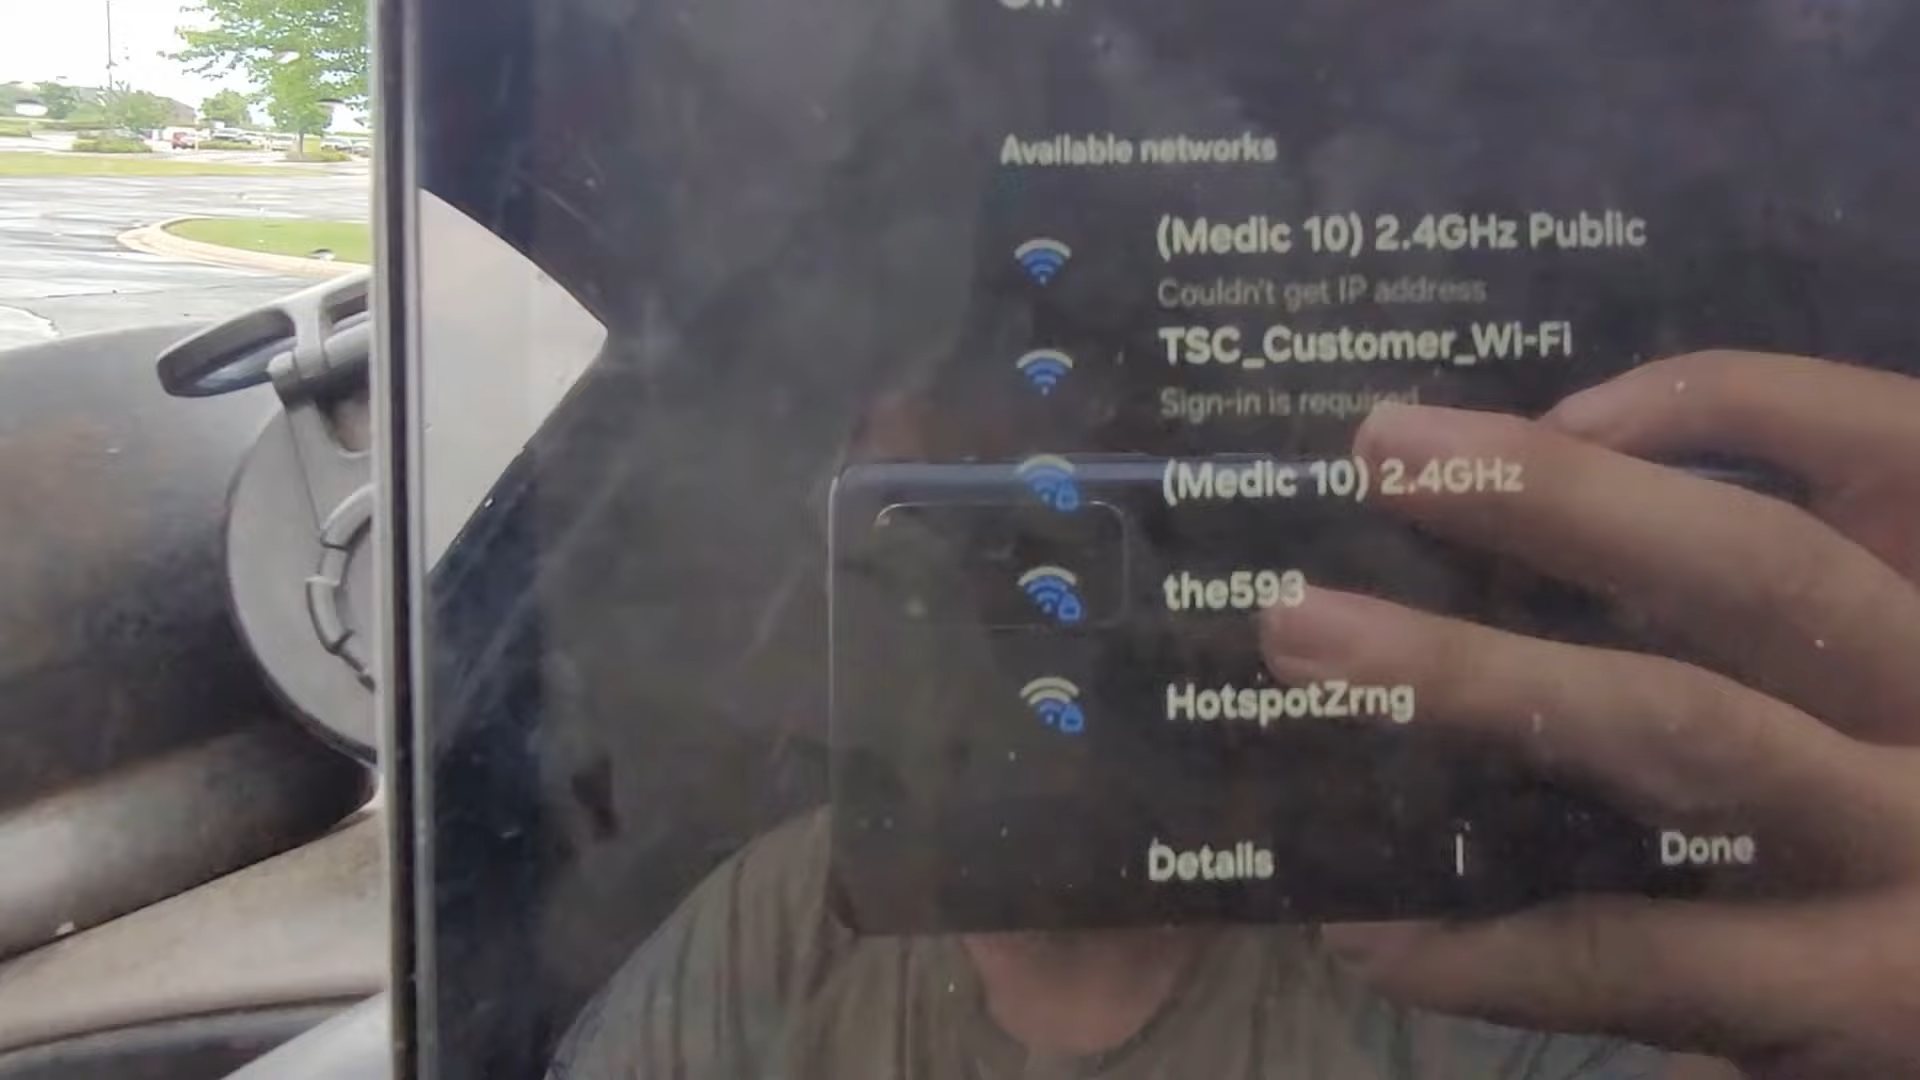 Available networks
(Medic 10) 2.4GHz Public
Couldn't get IP address
TSC_Customer_Wi-Fi
Sign-in is required
(Medic 10) 2.4GHz
the593
HotspotZrng
Details | Done